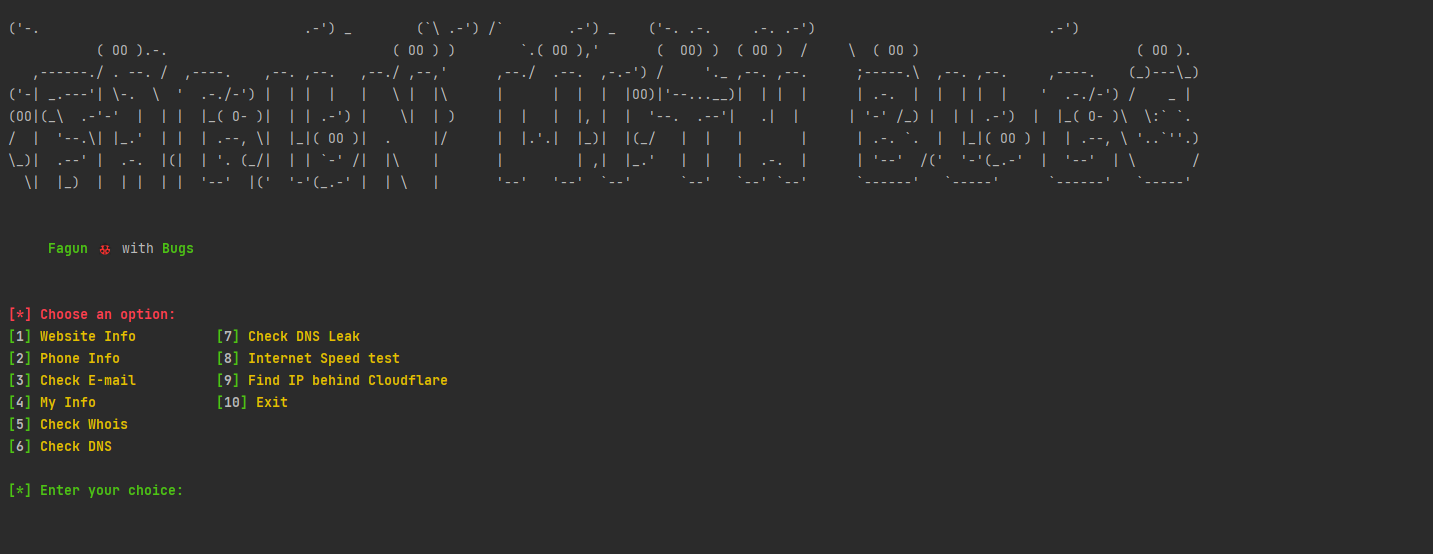 Fagun with Bugs
[*] Choose an option:
[1] Website Info [7] Check DNS Leak
[2] Phone Info [8] Internet Speed test
[3] Check E-mail [9] Find IP behind Cloudflare
[4] My Info [10] Exit
[5] Check Whois
[6] Check DNS
[*] Enter your choice: